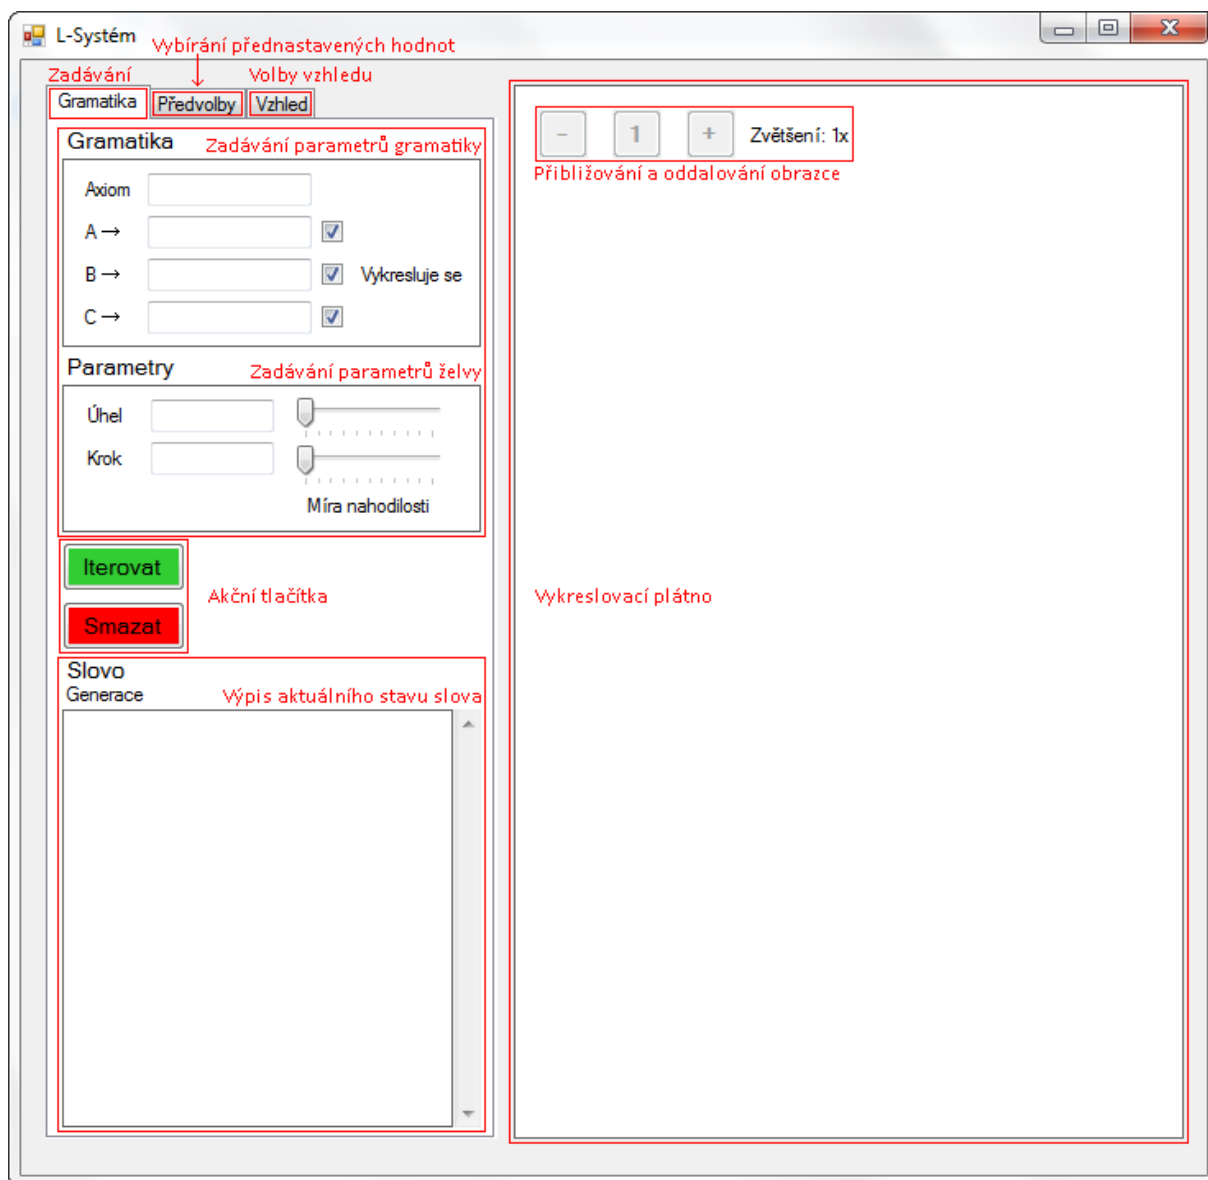 L-Systém
Vybírání přednastavených hodnot
Zadávání
Volby vzhledu
Gramatika
Předvolby
Vzhled
Gramatika
Zadávání parametrů gramatiky
Axiom
A →
B →
Vykresluje se
C →
Parametry
Zadávání parametrů želvy
Úhel
Krok
Míra nahodilosti
Iterovat
Akční tlačítka
Smazat
Slovo
Generace
Výpis aktuálního stavu slova
- 1 + Zvětšení: 1x
Přibližování a oddalování obrazce
Vykreslovací plátno